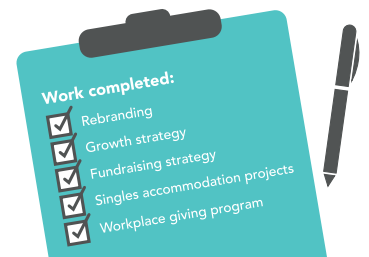 Work completed:
Rebranding
Growth strategy
Fundraising strategy
Singles accommodation projects
Workplace giving program